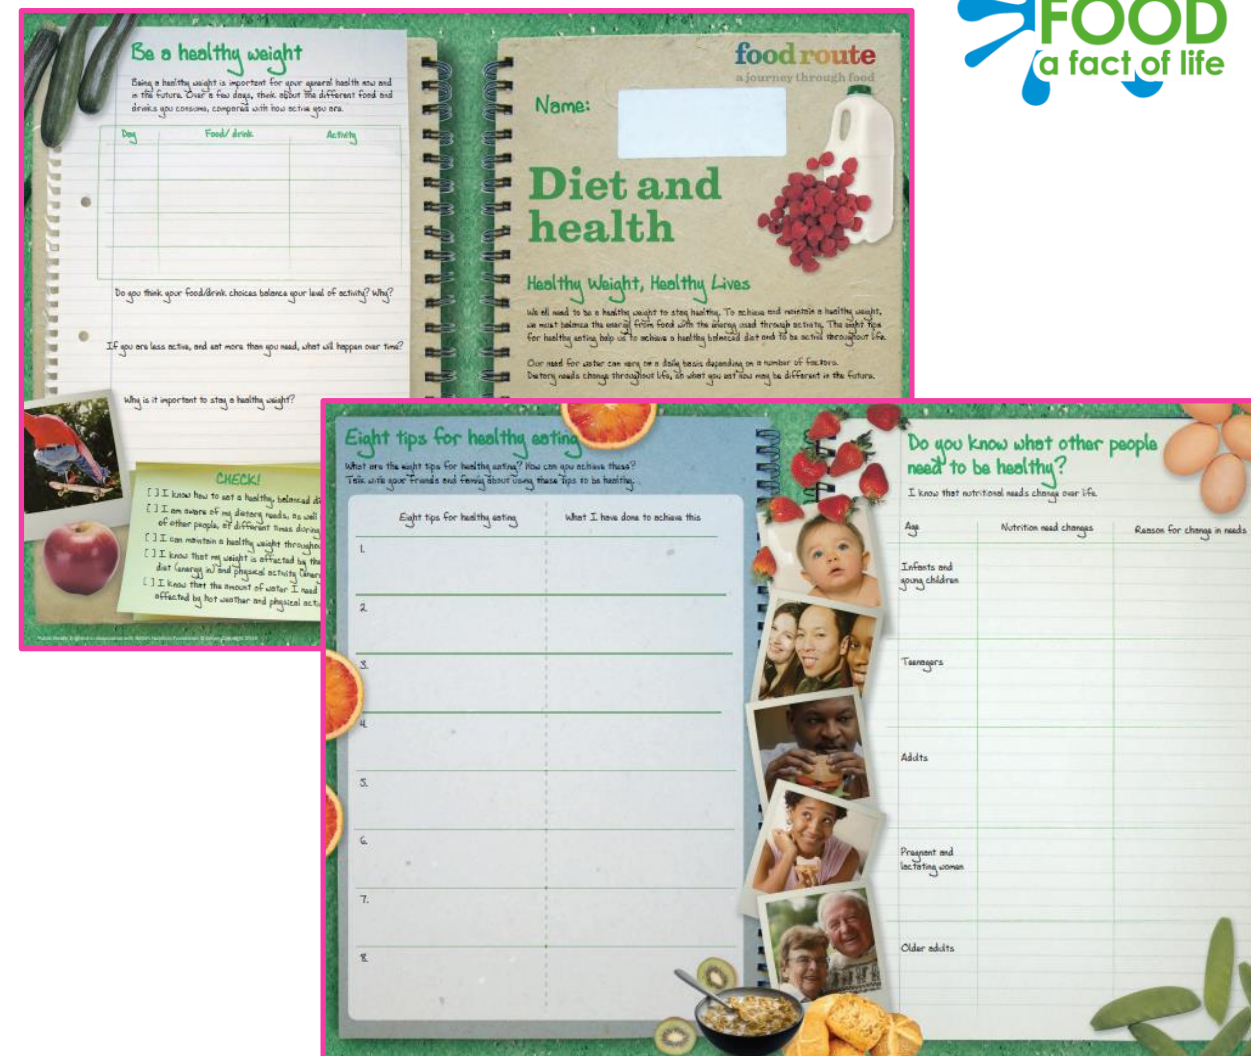 FOOD
a fact of life
Be a healthy weight
Being a healthy weight is important for your general health now and
in the future. Over a few days, think about the different food and
drinks you consume, compared with how active you are.
Day Food/ drink Activity
Do you think your food/drink choices balance your level of activity? Why?
If you are less active, and eat more than you need, what will happen over time?
Why is it important to stay a healthy weight?
CHECK!
[ ] I know how to eat a healthy, balanced di
[ ] I am aware of my dietary needs, as well
of other people, at different times during
[ ] I can maintain a healthy weight throughou
[ ] I know that my weight is affected by the
diet (energy in) and physical activity (ener
[ ] I know that the amount of water I need
affected by hot weather and physical acti
Public Health England in association with British Nutrition Foundation. © Crown Copyright
foodroute
a journey through food
Name:
Diet and
health
Healthy Weight, Healthy Lives
We all need to be a healthy weight to stay healthy. To achieve and maintain a healthy weight,
we must balance the energy from food with the energy used through activity. The eight tips
for healthy eating help us to achieve a healthy balanced diet and to be active throughout life.
Our need for water can vary on a daily basis depending on a number of factors.
Dietary needs change throughout life, so what you eat now may be different in the future.
Eight tips for healthy eating
What are the eight tips for healthy eating? How can you achieve these?
Talk with your friends and family about using these tips to be healthy.
Eight tips for healthy eating What I have done to achieve this
1.
2.
3.
4.
5.
6.
7.
8.
Do you know what other people
need to be healthy?
I know that nutritional needs change over life.
Age Nutrition need changes Reason for change in needs
Infants and
young children
Teenagers
Adults
Pregnant and
lactating women
Older adults